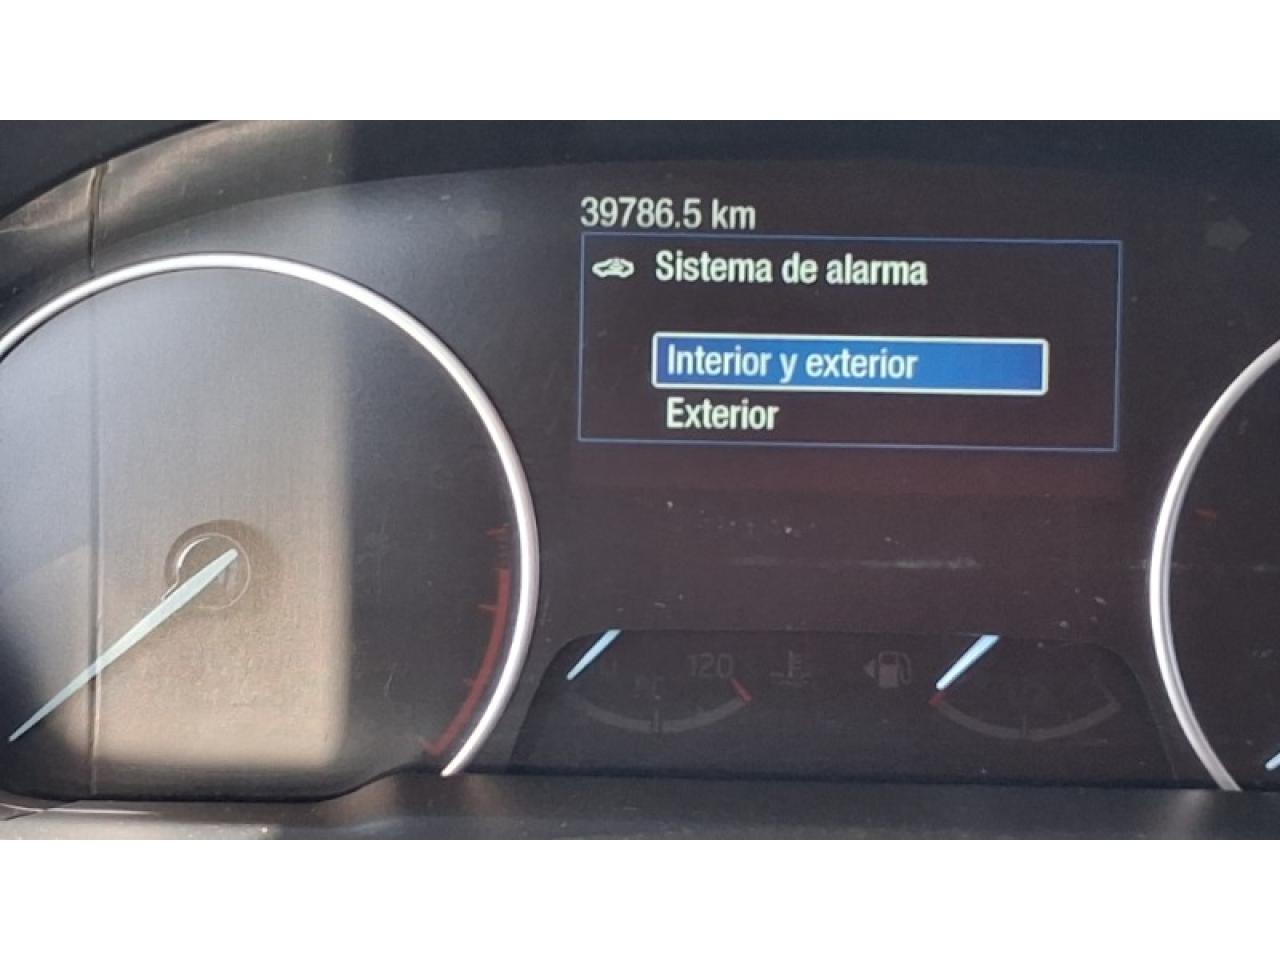 39786.5 km
Sistema de alarma
Interior y exterior
Exterior
120